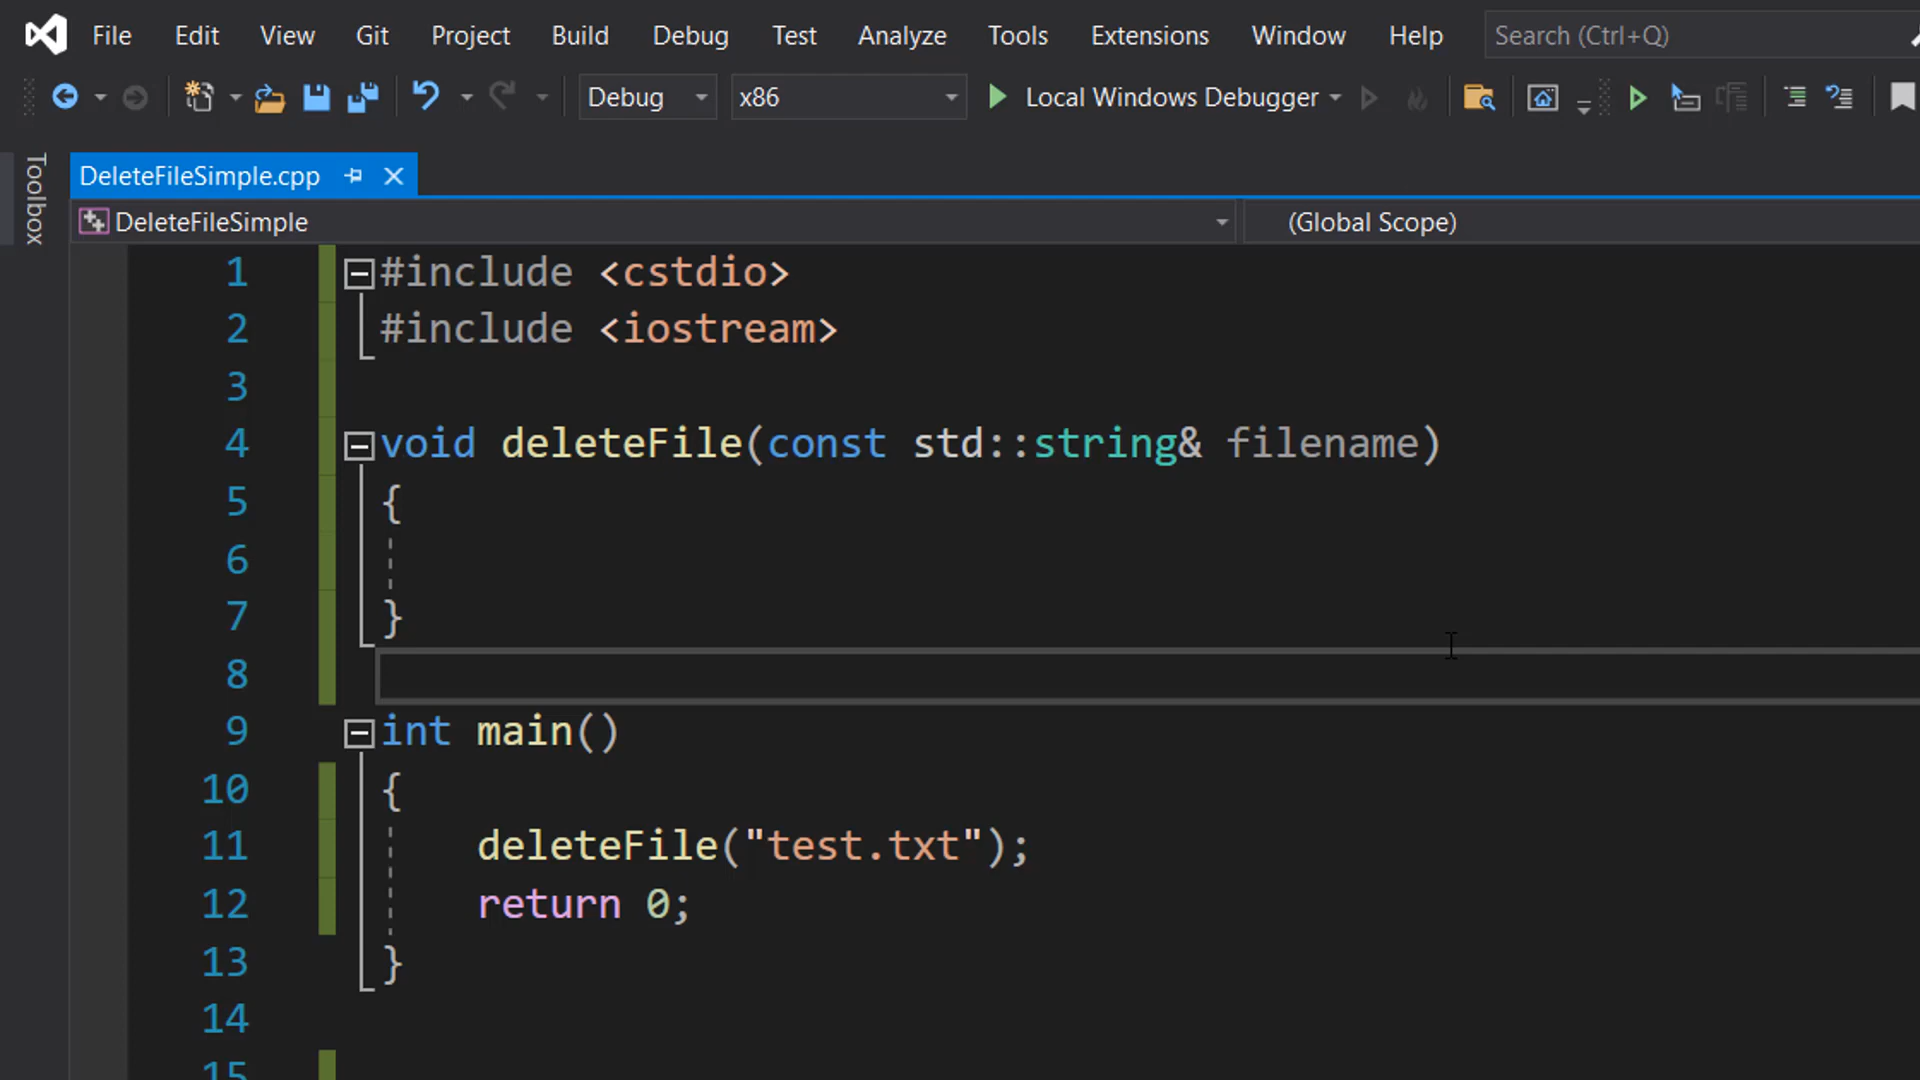 File Edit View Git Project Build Debug Test Analyze Tools Extensions Window Help Search (Ctrl+Q)
Debug x86 Local Windows Debugger
Toolbox
DeleteFileSimple.cpp
DeleteFileSimple (Global Scope)
1 #include <cstdio>
2 #include <iostream>
3
4 void deleteFile(const std::string& filename)
5 {
6
7 }
8
9 int main()
10 {
11 deleteFile("test.txt");
12 return 0;
13 }
14
15